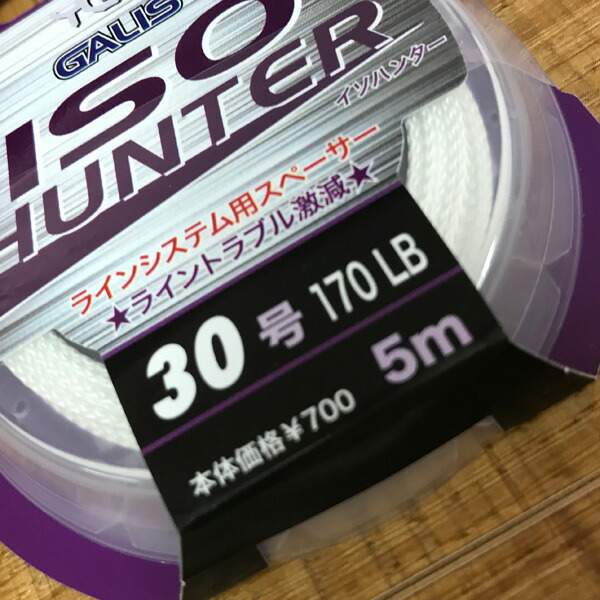 GALIS
ISO
HUNTER
イソハンター
ラインシステム用スペーサー
★ライントラブル激減★
30号 170LB
5m
本体価格¥700